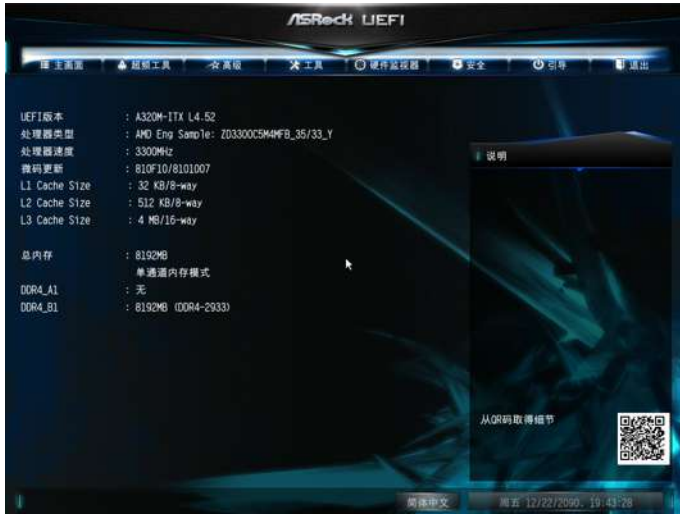 ASRock UEFI
主画面 超频工具 高级 工具 硬件监视器 安全 引导 退出
UEFI版本 : A320M-ITX L4.52
处理器类型 : AMD Eng Sample: ZD3300C5M4MFB_35/33_Y
处理器速度 : 3300MHz
微码更新 : 810F10/8101007
L1 Cache Size : 32 KB/8-way
L2 Cache Size : 512 KB/8-way
L3 Cache Size : 4 MB/16-way
总内存 : 8192MB
单通道内存模式
DDR4_A1 : 无
DDR4_B1 : 8192MB (DDR4-2933)
说明
从QR码取得细节
简体中文
周五 12/22/2090. 19:43:28